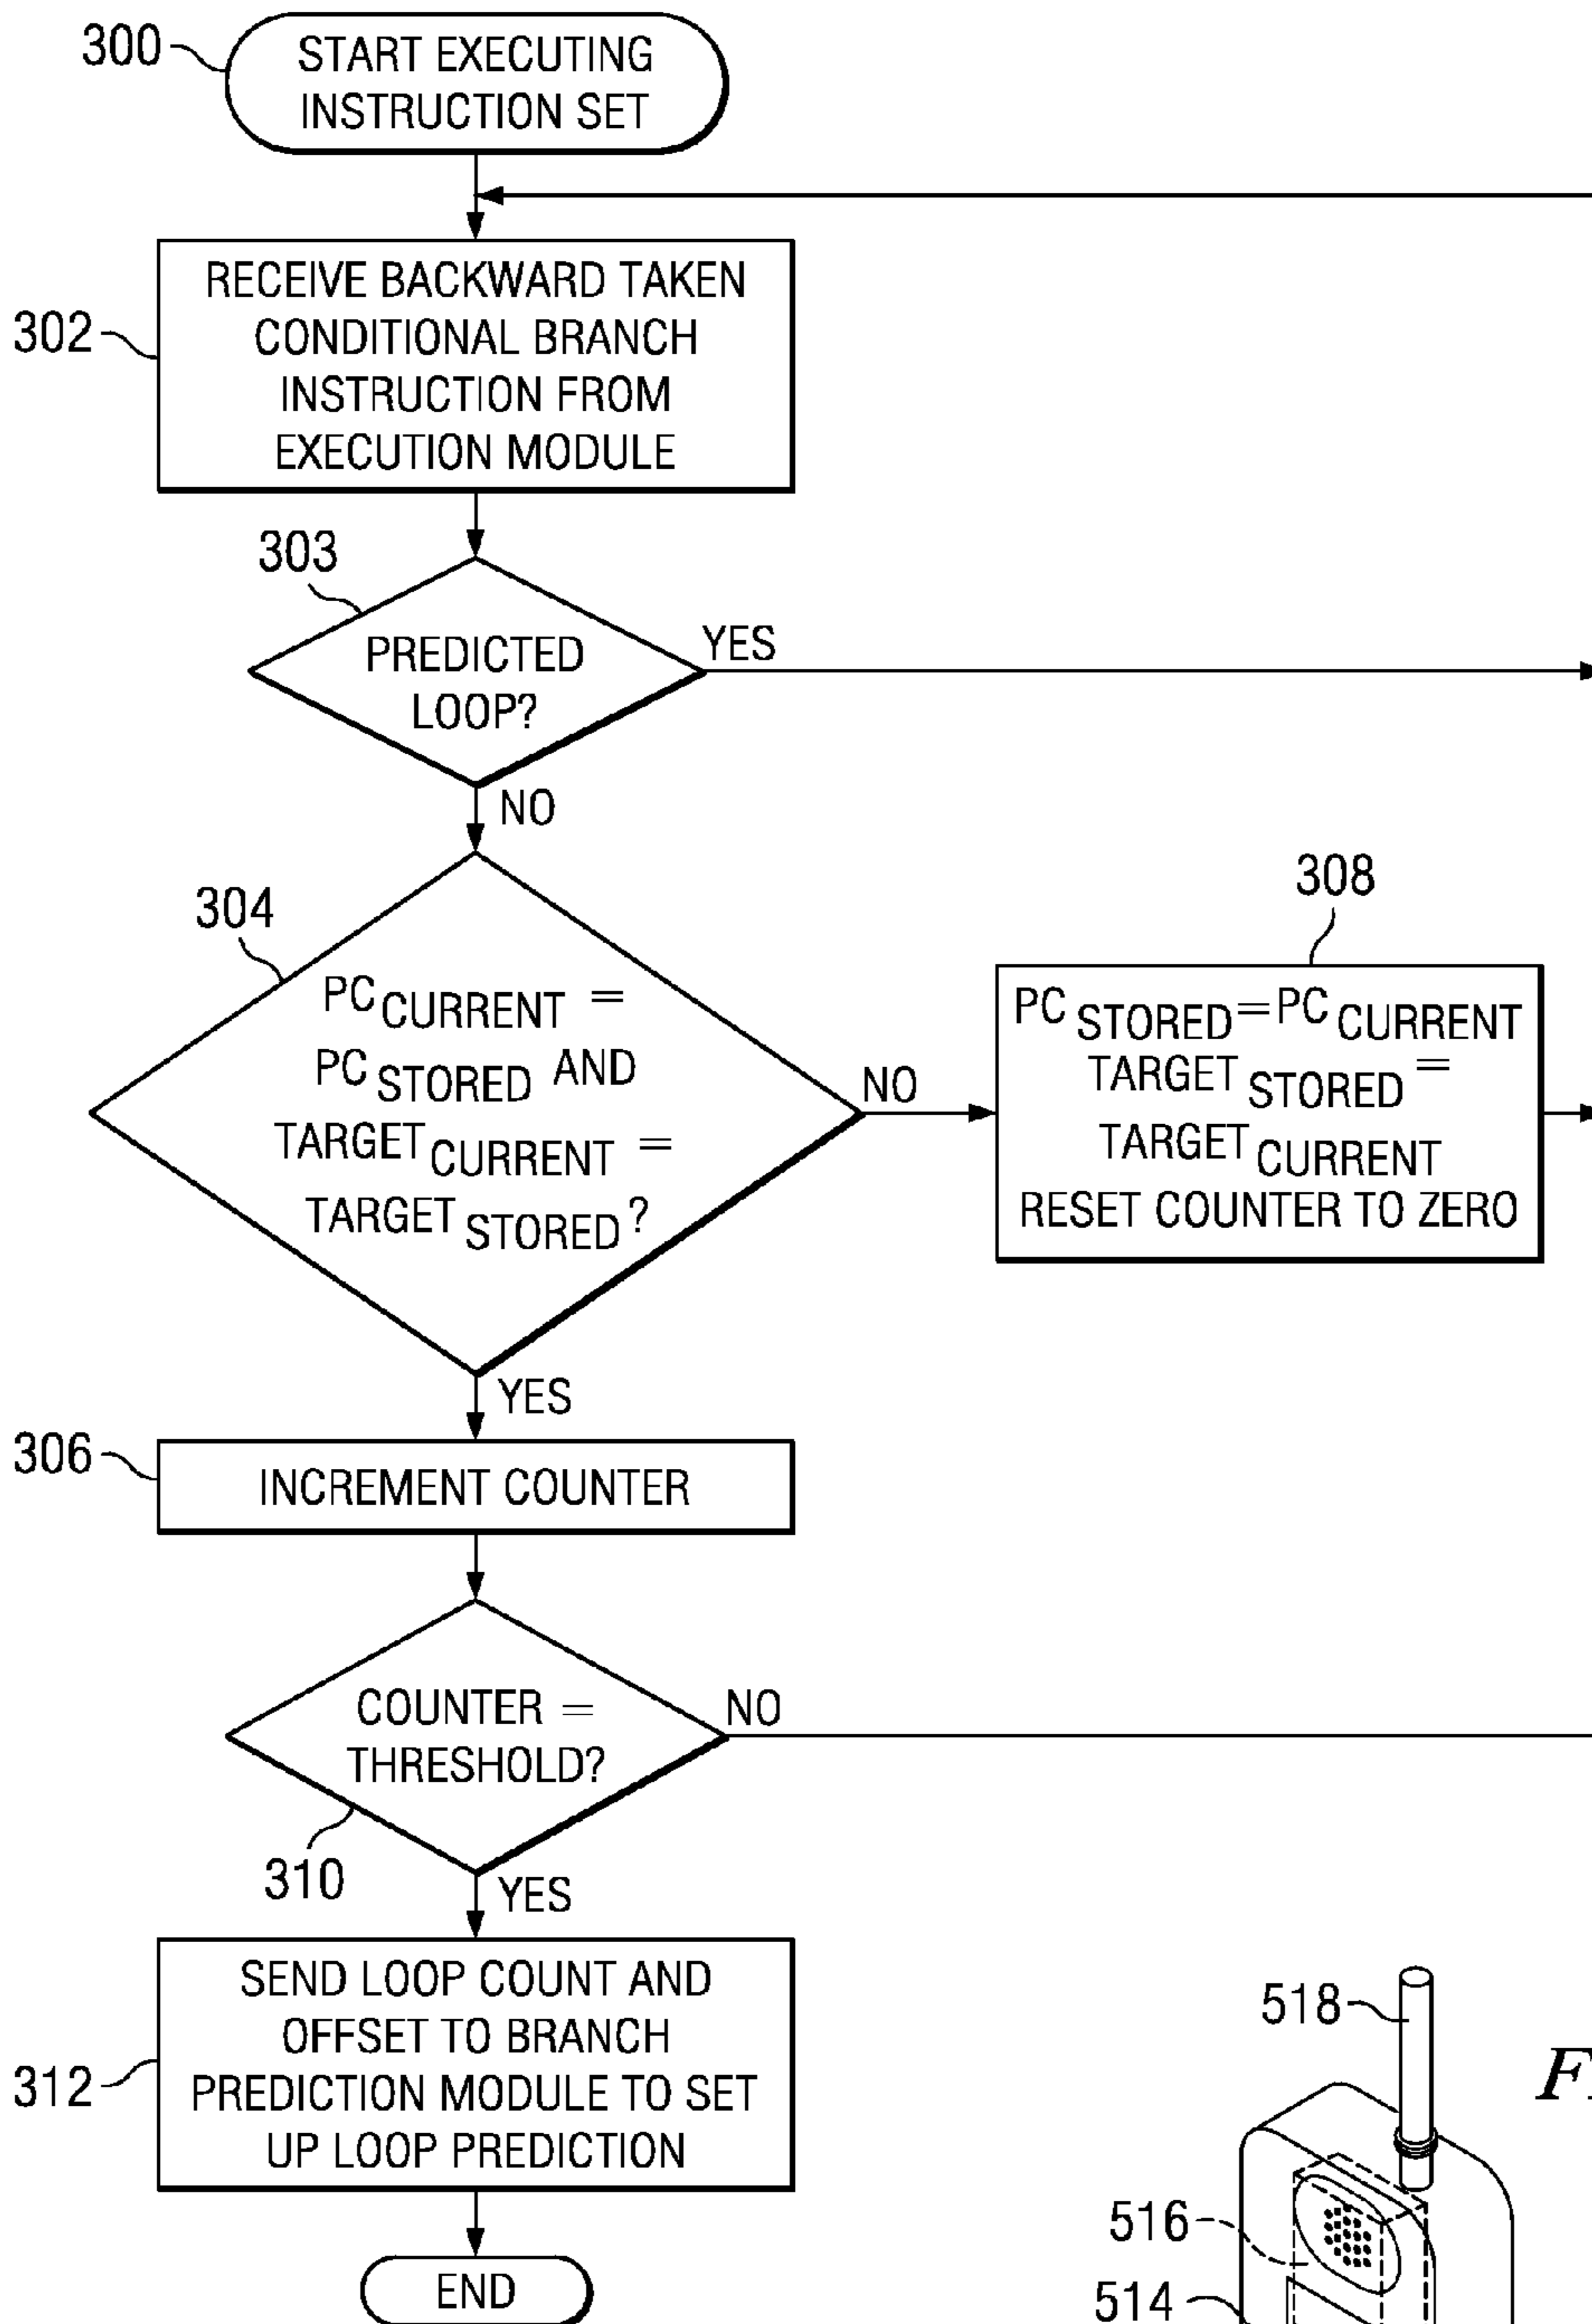 300
START EXECUTING
INSTRUCTION SET
302
RECEIVE BACKWARD TAKEN
CONDITIONAL BRANCH
INSTRUCTION FROM
EXECUTION MODULE
303
PREDICTED
LOOP?
YES
NO
304
PC CURRENT =
PC STORED AND
TARGET CURRENT =
TARGET STORED?
NO
308
PC STORED=PC CURRENT
TARGET STORED =
TARGET CURRENT
RESET COUNTER TO ZERO
YES
306
INCREMENT COUNTER
COUNTER =
THRESHOLD?
NO
310
YES
312
SEND LOOP COUNT AND
OFFSET TO BRANCH
PREDICTION MODULE TO SET
UP LOOP PREDICTION
END
518
516
514